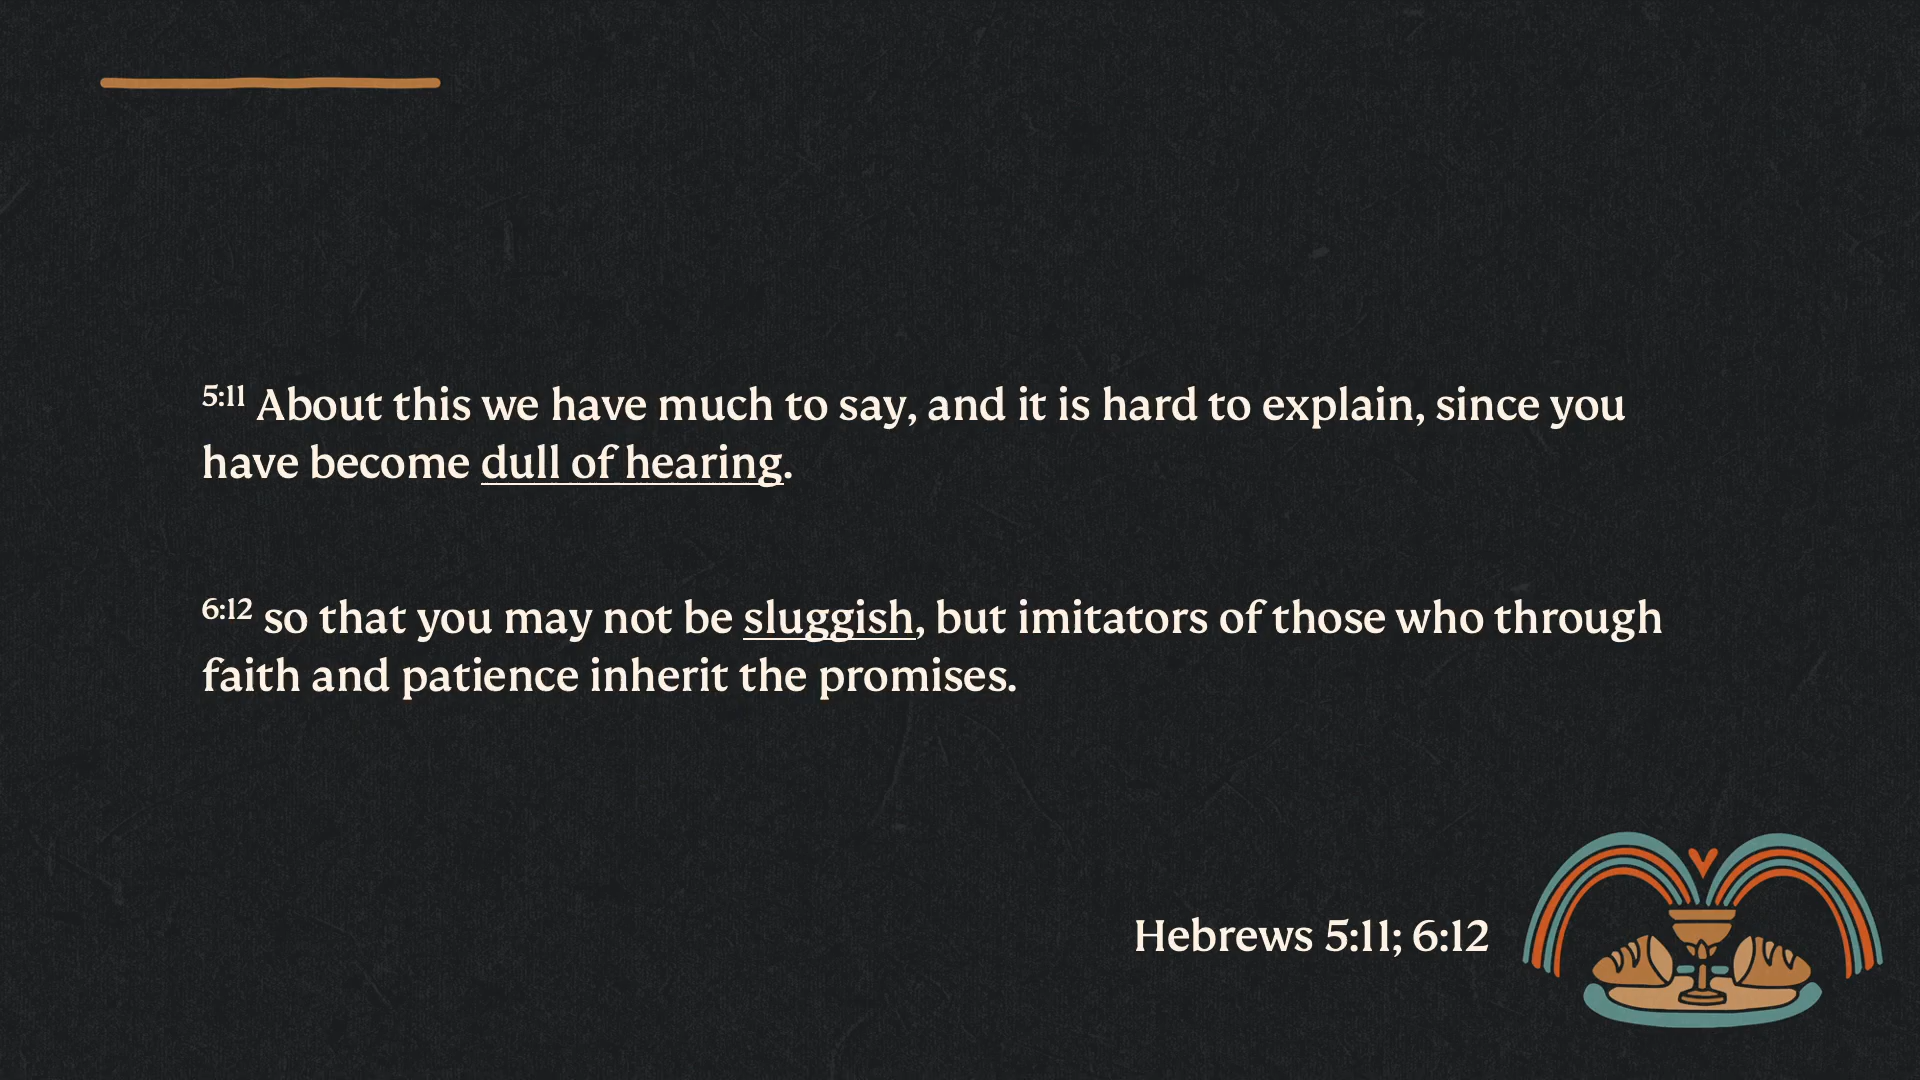 5:11 About this we have much to say, and it is hard to explain, since you
have become dull of hearing.
6:12 so that you may not be sluggish, but imitators of those who through
faith and patience inherit the promises.
Hebrews 5:11; 6:12